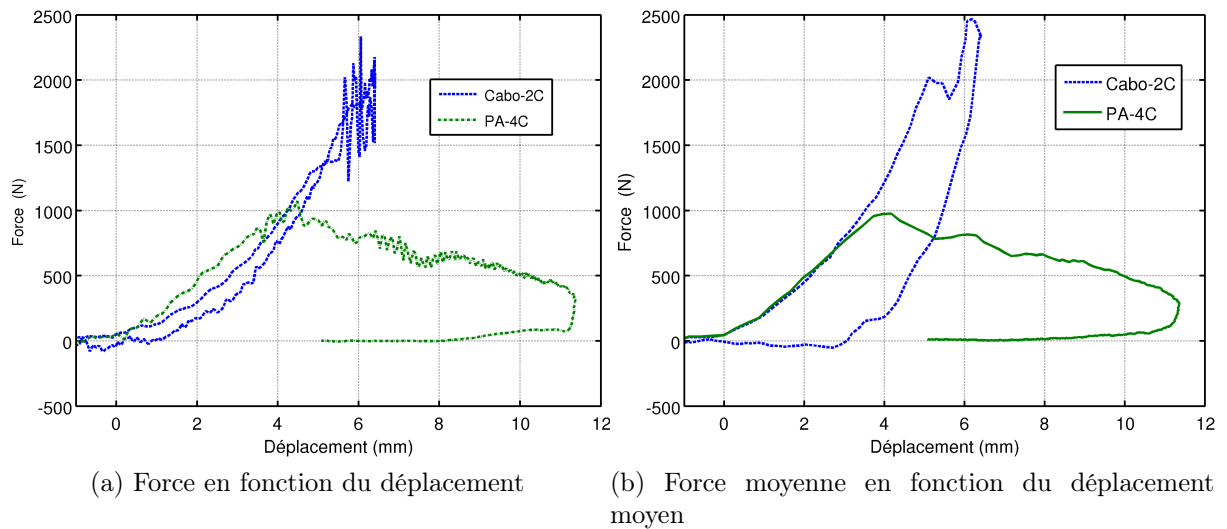 2500
2000
1500
1000
500
0
-500
Force (N)
0 2 4 6 8 10 12
Déplacement (mm)
Cabo-2C
PA-4C
(a) Force en fonction du déplacement
2500
2000
1500
1000
500
0
-500
Force (N)
0 2 4 6 8 10 12
Déplacement (mm)
Cabo-2C
PA-4C
(b) Force moyenne en fonction du déplacement
moyen